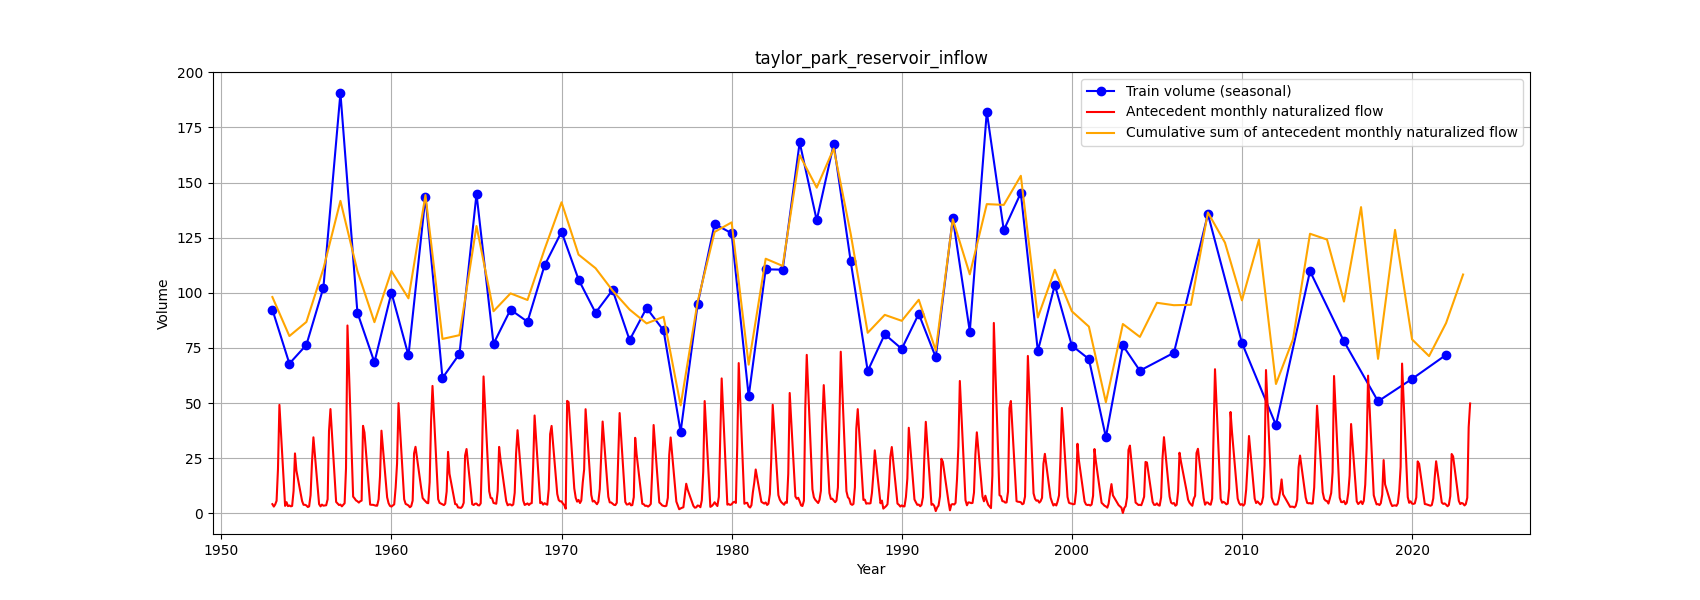 taylor_park_reservoir_inflow
Train volume (seasonal)
Antecedent monthly naturalized flow
Cumulative sum of antecedent monthly naturalized flow
Volume
200
175
150
125
100
75
50
25
0
1950 1960 1970 1980 1990 2000 2010 2020
Year